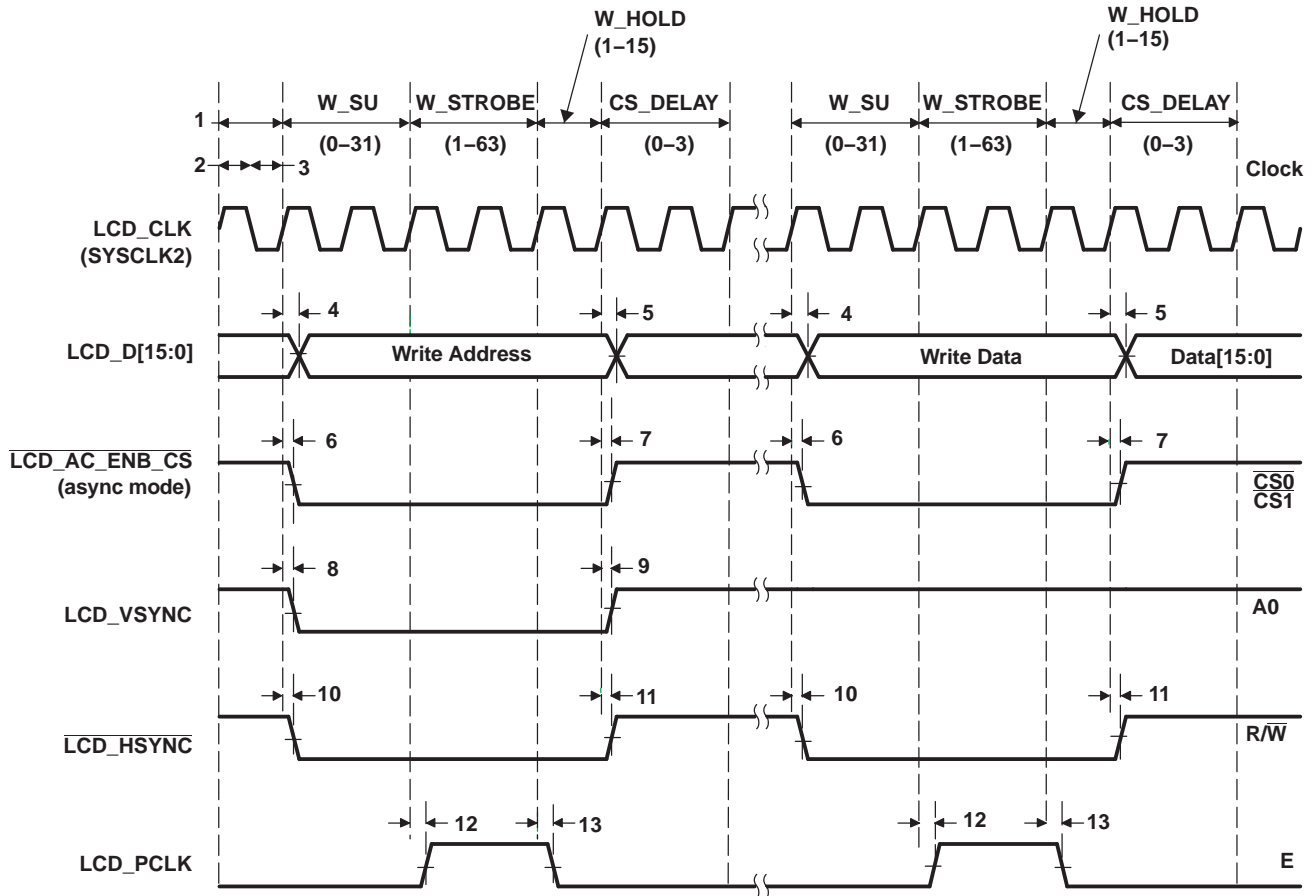 W_HOLD
(1–15)
W_HOLD
(1–15)
W_SU
W_STROBE
CS_DELAY
W_SU
W_STROBE
CS_DELAY
1
(0–31)
(1–63)
(0–3)
(0–31)
(1–63)
(0–3)
2
3
Clock
LCD_CLK
(SYSCLK2)
4
5
4
5
LCD_D[15:0]
Write Address
Write Data
Data[15:0]
6
7
6
7
LCD_AC_ENB_CS
(async mode)
CS0
CS1
8
9
LCD_VSYNC
A0
10
11
10
11
LCD_HSYNC
R/W
12
13
12
13
LCD_PCLK
E